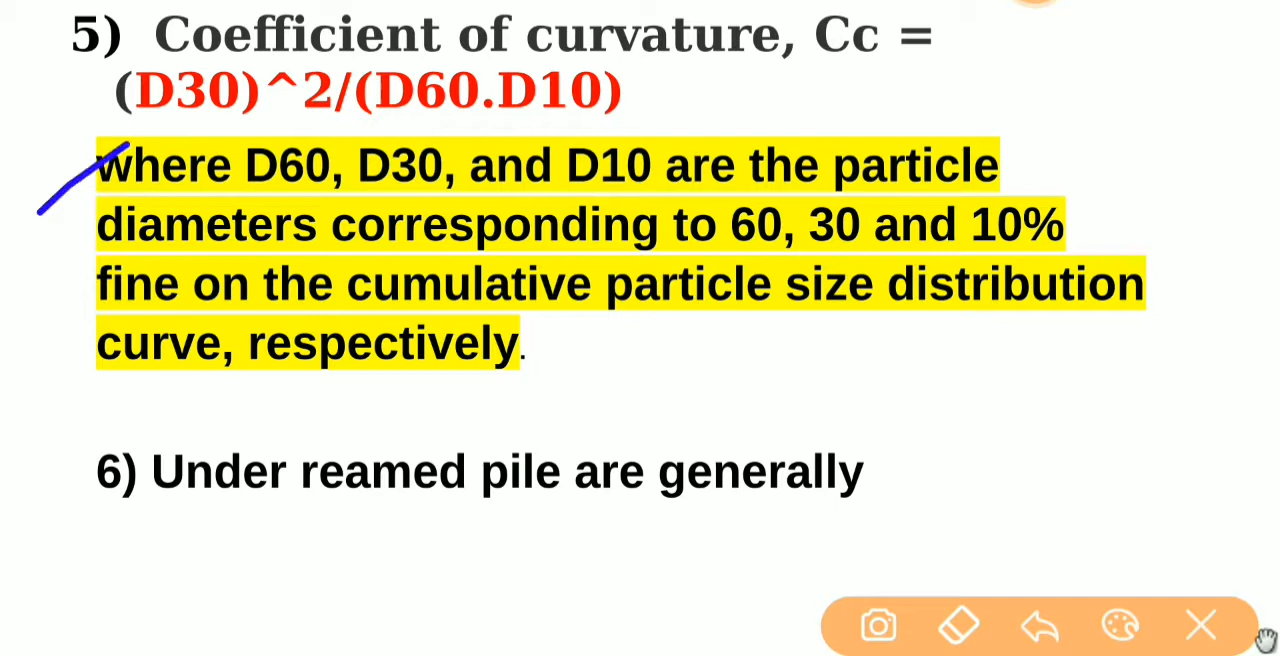 5) Coefficient of curvature, Cc =
(D30)^2/(D60.D10)
where D60, D30, and D10 are the particle
diameters corresponding to 60, 30 and 10%
fine on the cumulative particle size distribution
curve, respectively.
6) Under reamed pile are generally